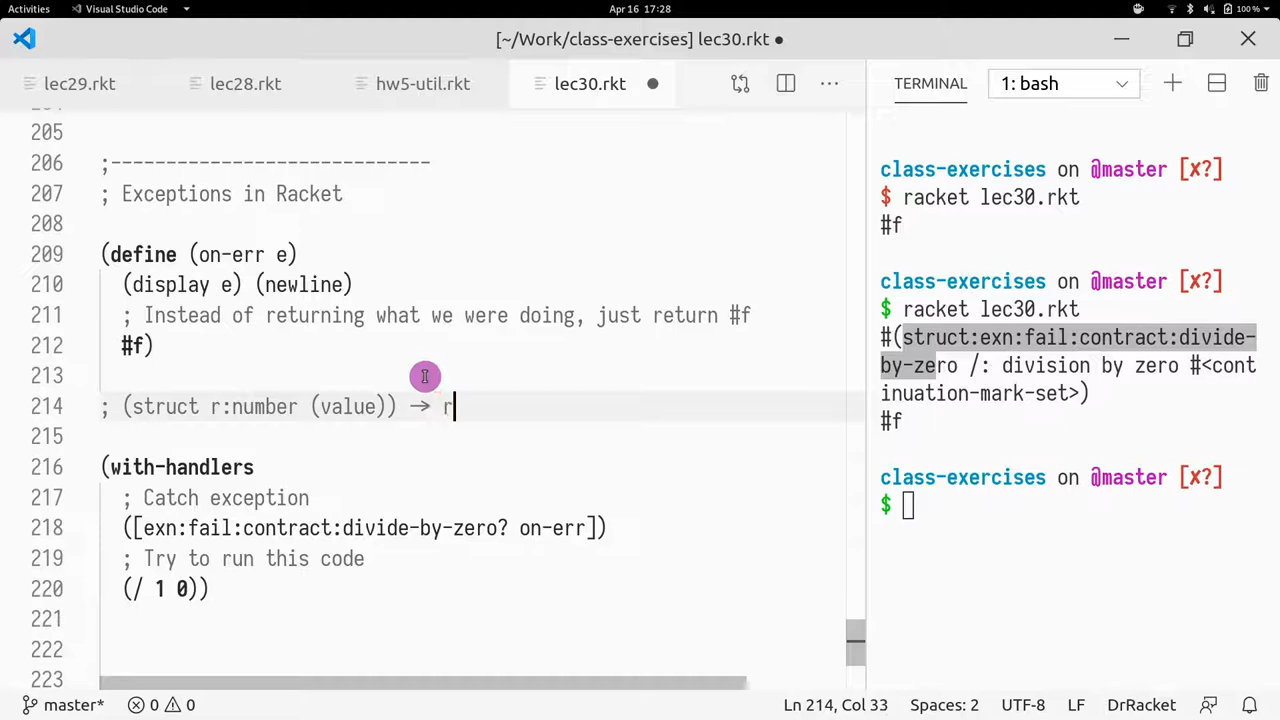 Activities Visual Studio Code Apr 16 17:28 100 %
[~/Work/class-exercises] lec30.rkt ●
lec29.rkt lec28.rkt hw5-util.rkt lec30.rkt ● ··· TERMINAL 1: bash
205
206 ;-----------------------------
207 ; Exceptions in Racket
208
209 (define (on-err e)
210 (display e) (newline)
211 ; Instead of returning what we were doing, just return #f
212 #f)
213
214 ; (struct r:number (value)) → r
215
216 (with-handlers
217 ; Catch exception
218 ([exn:fail:contract:divide-by-zero? on-err])
219 ; Try to run this code
220 (/ 1 0))
221
222
223
class-exercises on @master [✘?]
$ racket lec30.rkt
#f
class-exercises on @master [✘?]
$ racket lec30.rkt
#(struct:exn:fail:contract:divide-
by-zero /: division by zero #<cont
inuation-mark-set>)
#f
class-exercises on @master [✘?]
$
master* 0 0 Ln 214, Col 33 Spaces: 2 UTF-8 LF DrRacket